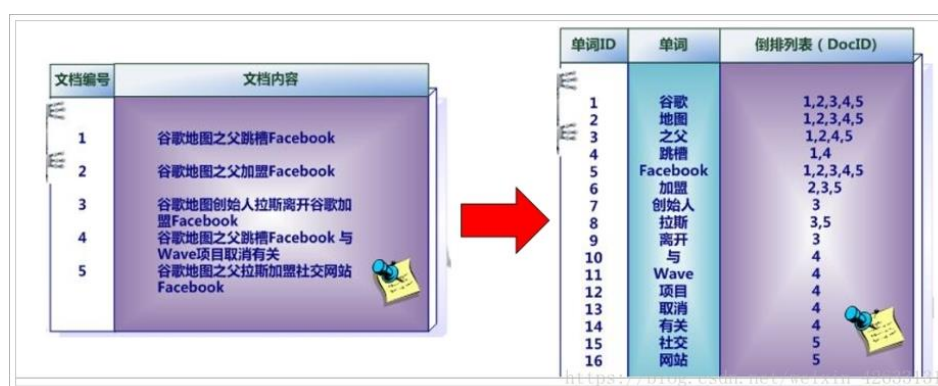 文档编号 文档内容
1 谷歌地图之父跳槽Facebook
2 谷歌地图之父加盟Facebook
3 谷歌地图创始人拉斯离开谷歌加
盟Facebook
4 谷歌地图之父跳槽Facebook 与
Wave项目取消有关
5 谷歌地图之父拉斯加盟社交网站
Facebook
单词ID 单词 倒排列表（DocID）
1 谷歌 1,2,3,4,5
2 地图 1,2,3,4,5
3 之父 1,2,4,5
4 跳槽 1,4
5 Facebook 1,2,3,4,5
6 加盟 2,3,5
7 创始人 3
8 拉斯 3,5
9 离开 3
10 与 4
11 Wave 4
12 项目 4
13 取消 4
14 有关 4
15 社交 5
16 网站 5